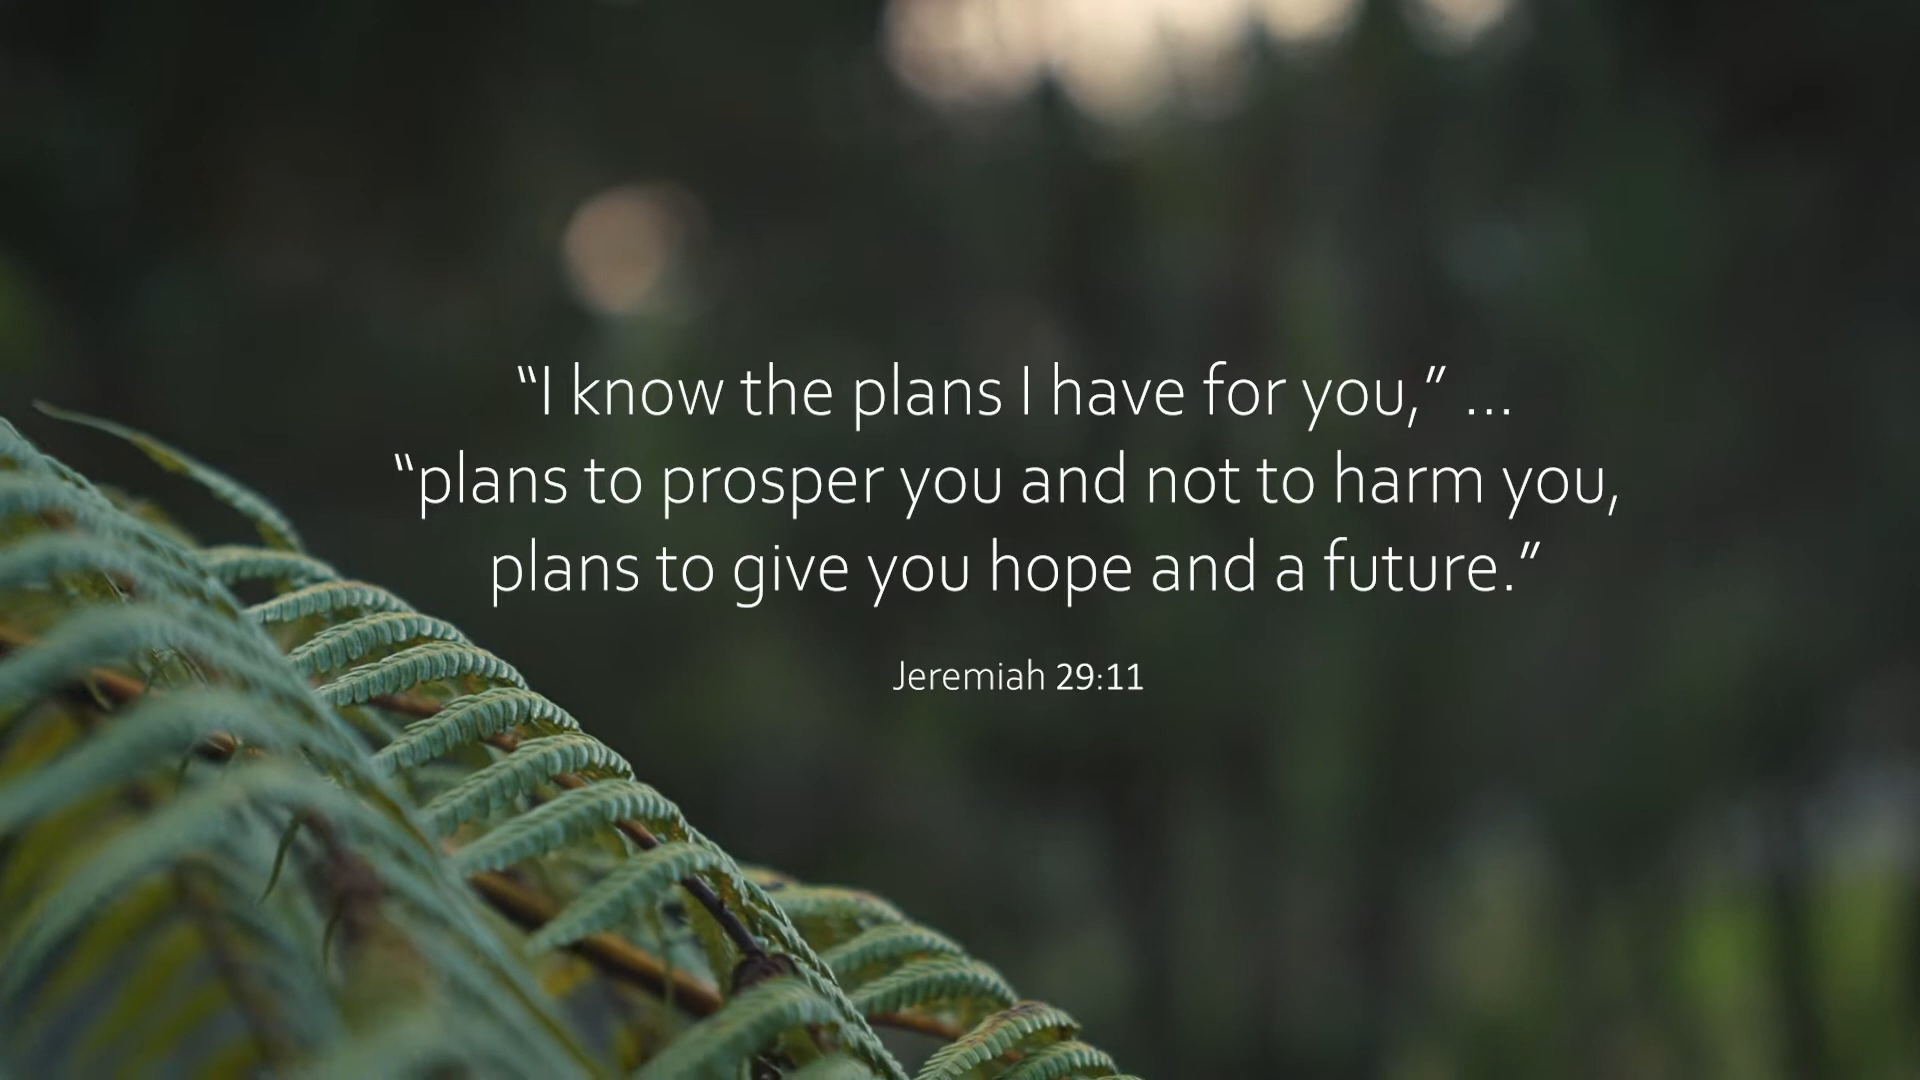 “I know the plans I have for you,” ...
“plans to prosper you and not to harm you,
plans to give you hope and a future.”
Jeremiah 29:11